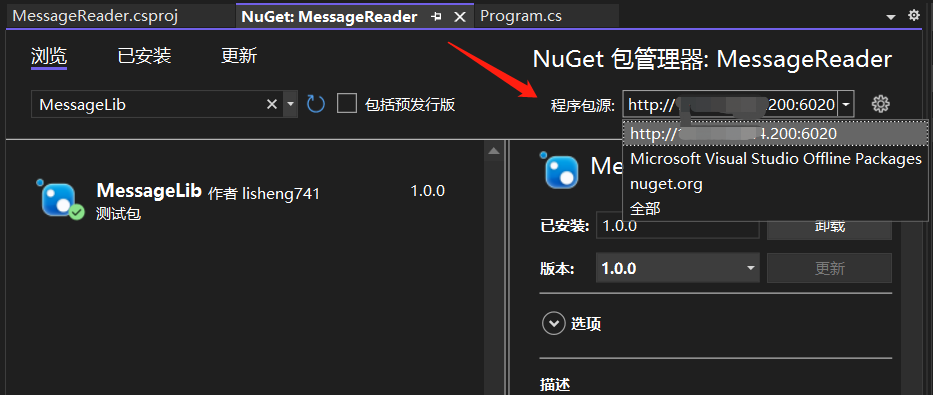 MessageReader.csproj
NuGet: MessageReader
Program.cs
浏览
已安装
更新
NuGet 包管理器: MessageReader
MessageLib
包括预发行版
程序包源:
http:// .200:6020
http:// .200:6020
Microsoft Visual Studio Offline Packages
nuget.org
全部
MessageLib 作者 lisheng741
1.0.0
测试包
Me
已安装:
1.0.0
卸载
版本:
1.0.0
更新
选项
描述